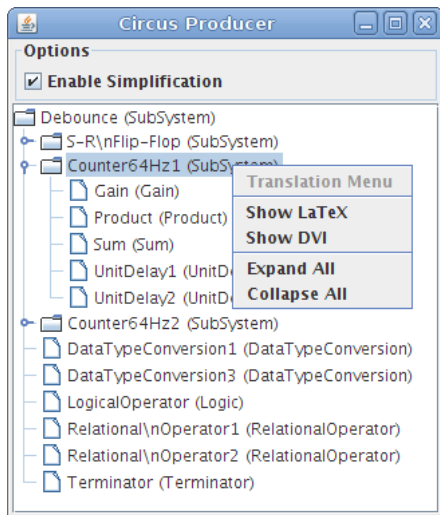 Circus Producer
Options
Enable Simplification
Debounce (SubSystem)
S-R\nFlip-Flop (SubSystem)
Counter64Hz1 (SubSystem)
Gain (Gain)
Product (Product)
Sum (Sum)
UnitDelay1 (UnitDe
UnitDelay2 (UnitDe
Translation Menu
Show LaTeX
Show DVI
Expand All
Collapse All
Counter64Hz2 (SubSystem)
DataTypeConversion1 (DataTypeConversion)
DataTypeConversion3 (DataTypeConversion)
LogicalOperator (Logic)
Relational\nOperator1 (RelationalOperator)
Relational\nOperator2 (RelationalOperator)
Terminator (Terminator)